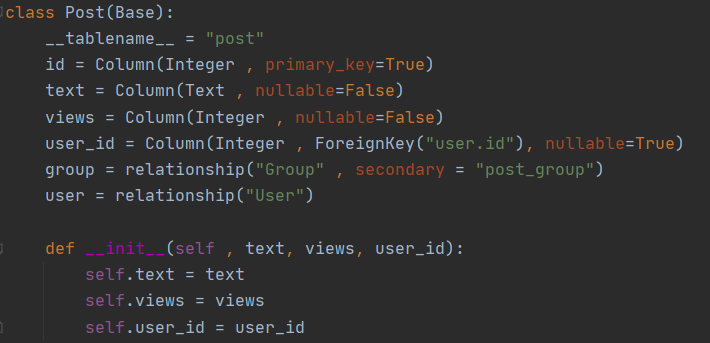 class Post(Base):
    __tablename__ = "post"
    id = Column(Integer , primary_key=True)
    text = Column(Text , nullable=False)
    views = Column(Integer , nullable=False)
    user_id = Column(Integer , ForeignKey("user.id"), nullable=True)
    group = relationship("Group" , secondary = "post_group")
    user = relationship("User")

    def __init__(self , text, views, user_id):
        self.text = text
        self.views = views
        self.user_id = user_id